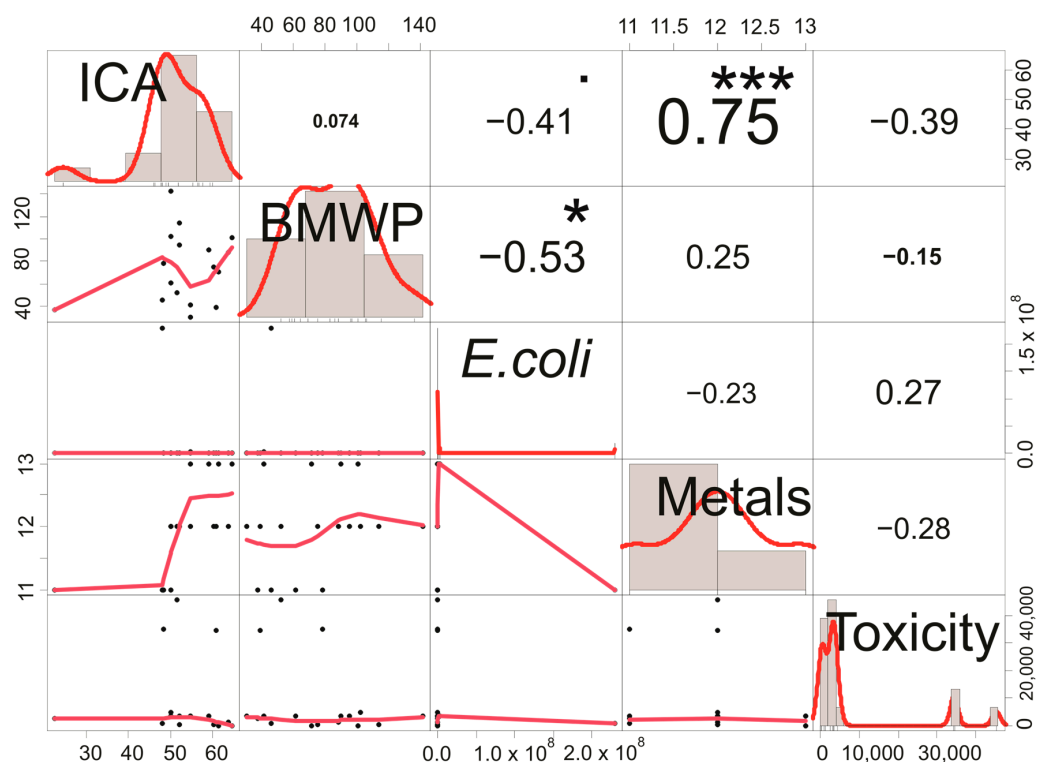 40 60 80 100 140
11 11.5 12 12.5 13
ICA
0.074
−0.41
.
0.75
***
−0.39
30 40 50 60
40 80 120
BMWP
−0.53
*
0.25
−0.15
E.coli
−0.23
0.27
0.0 1.5 x 10⁸
11 12 13
Metals
−0.28
Toxicity
0 20,000 40,000
30 40 50 60
0.0 1.0 x 10⁸ 2.0 x 10⁸
0 10,000 30,000